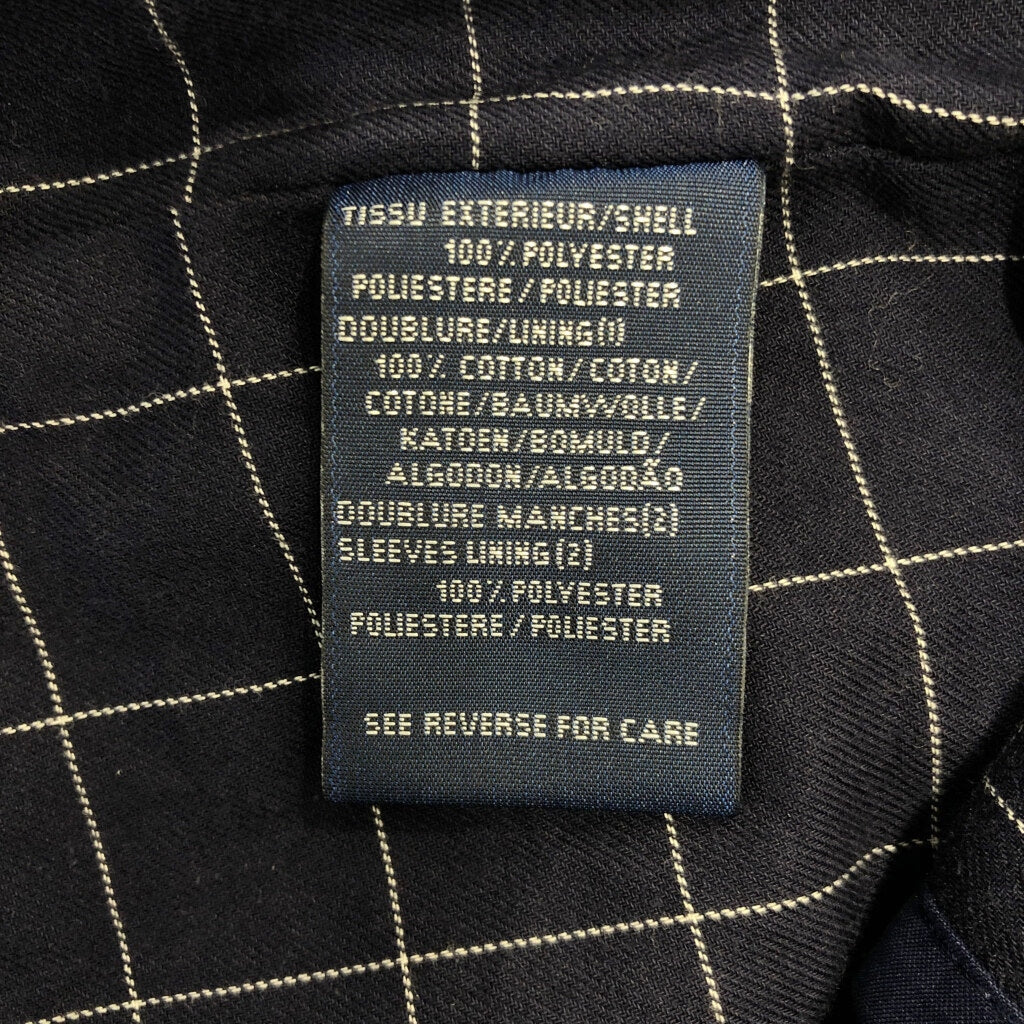 TISSU EXTERIEUR/SHELL
100% POLYESTER
POLIESTERE/POLIESTER
DOUBLURE/LINING(1)
100% COTTON/COTON/
COTONE/BAUMWOLLE/
KATOEN/BOMULD/
ALGODON/ALGODÃO
DOUBLURE MANCHES(2)
SLEEVES LINING(2)
100% POLYESTER
POLIESTERE/POLIESTER
SEE REVERSE FOR CARE